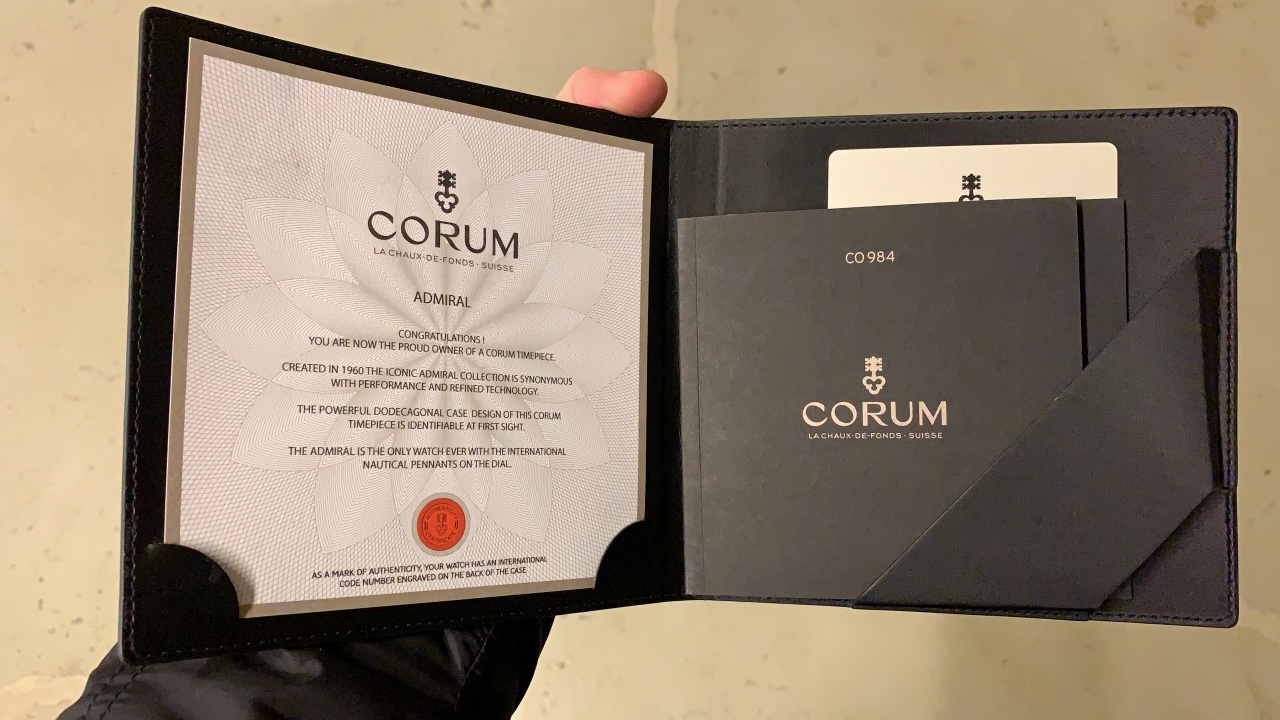 CORUM
LA CHAUX-DE-FONDS · SUISSE
ADMIRAL
CONGRATULATIONS !
YOU ARE NOW THE PROUD OWNER OF A CORUM TIMEPIECE.
CREATED IN 1960 THE ICONIC ADMIRAL COLLECTION IS SYNONYMOUS
WITH PERFORMANCE AND REFINED TECHNOLOGY.
THE POWERFUL DODECAGONAL CASE DESIGN OF THIS CORUM
TIMEPIECE IS IDENTIFIABLE AT FIRST SIGHT.
THE ADMIRAL IS THE ONLY WATCH EVER WITH THE INTERNATIONAL
NAUTICAL PENNANTS ON THE DIAL.
AUTHENTICITY
CERTIFICATE
AS A MARK OF AUTHENTICITY, YOUR WATCH HAS AN INTERNATIONAL
CODE NUMBER ENGRAVED ON THE BACK OF THE CASE
CO 984
CORUM
LA CHAUX-DE-FONDS · SUISSE